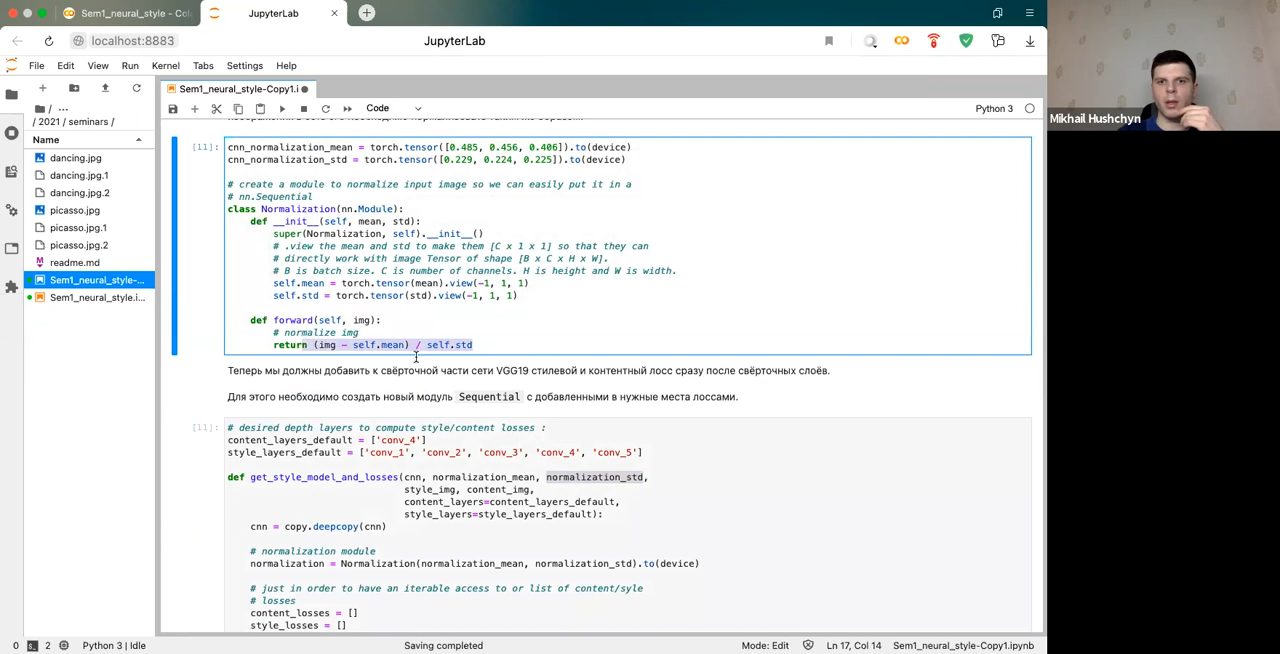 Sem1_neural_style - Col
JupyterLab
localhost:8883
JupyterLab
File Edit View Run Kernel Tabs Settings Help
/ ...
/ 2021 / seminars /
Name
dancing.jpg
dancing.jpg.1
dancing.jpg.2
picasso.jpg
picasso.jpg.1
picasso.jpg.2
readme.md
Sem1_neural_style-...
Sem1_neural_style.i...
Sem1_neural_style-Copy1.i
Code
Python 3
[11]:
cnn_normalization_mean = torch.tensor([0.485, 0.456, 0.406]).to(device)
cnn_normalization_std = torch.tensor([0.229, 0.224, 0.225]).to(device)
# create a module to normalize input image so we can easily put it in a
# nn.Sequential
class Normalization(nn.Module):
def __init__(self, mean, std):
super(Normalization, self).__init__()
# .view the mean and std to make them [C x 1 x 1] so that they can
# directly work with image Tensor of shape [B x C x H x W].
# B is batch size. C is number of channels. H is height and W is width.
self.mean = torch.tensor(mean).view(-1, 1, 1)
self.std = torch.tensor(std).view(-1, 1, 1)
def forward(self, img):
# normalize img
return (img - self.mean) / self.std
Теперь мы должны добавить к свёрточной части сети VGG19 стилевой и контентный лосс сразу после свёрточных слоёв.
Для этого необходимо создать новый модуль Sequential с добавленными в нужные места лоссами.
[11]:
# desired depth layers to compute style/content losses :
content_layers_default = ['conv_4']
style_layers_default = ['conv_1', 'conv_2', 'conv_3', 'conv_4', 'conv_5']
def get_style_model_and_losses(cnn, normalization_mean, normalization_std,
style_img, content_img,
content_layers=content_layers_default,
style_layers=style_layers_default):
cnn = copy.deepcopy(cnn)
# normalization module
normalization = Normalization(normalization_mean, normalization_std).to(device)
# just in order to have an iterable access to or list of content/syle
# losses
content_losses = []
style_losses = []
0 2 Python 3 | Idle Saving completed Mode: Edit Ln 17, Col 14 Sem1_neural_style-Copy1.ipynb
Mikhail Hushchyn